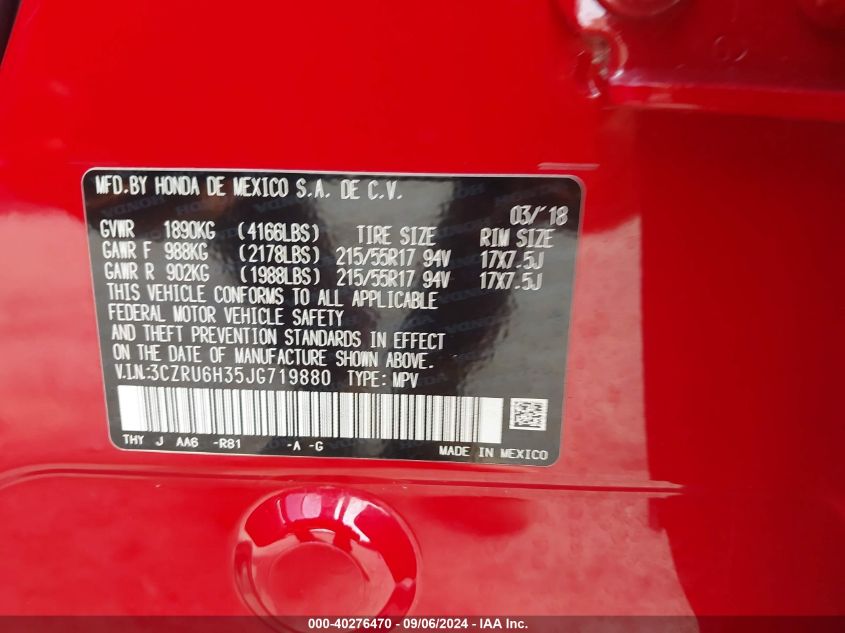 MFD.BY HONDA DE MEXICO S.A. DE C.V.
03/'18
GVWR 1890KG (4166LBS) TIRE SIZE RIM SIZE
GAWR F 988KG (2178LBS) 215/55R17 94V 17X7.5J
GAWR R 902KG (1988LBS) 215/55R17 94V 17X7.5J
THIS VEHICLE CONFORMS TO ALL APPLICABLE
FEDERAL MOTOR VEHICLE SAFETY
AND THEFT PREVENTION STANDARDS IN EFFECT
ON THE DATE OF MANUFACTURE SHOWN ABOVE.
V.I.N.:3CZRU6H35JG719880 TYPE: MPV
THY J AA6 -R81 -A -G
MADE IN MEXICO
000-40276470 - 09/06/2024 - IAA Inc.